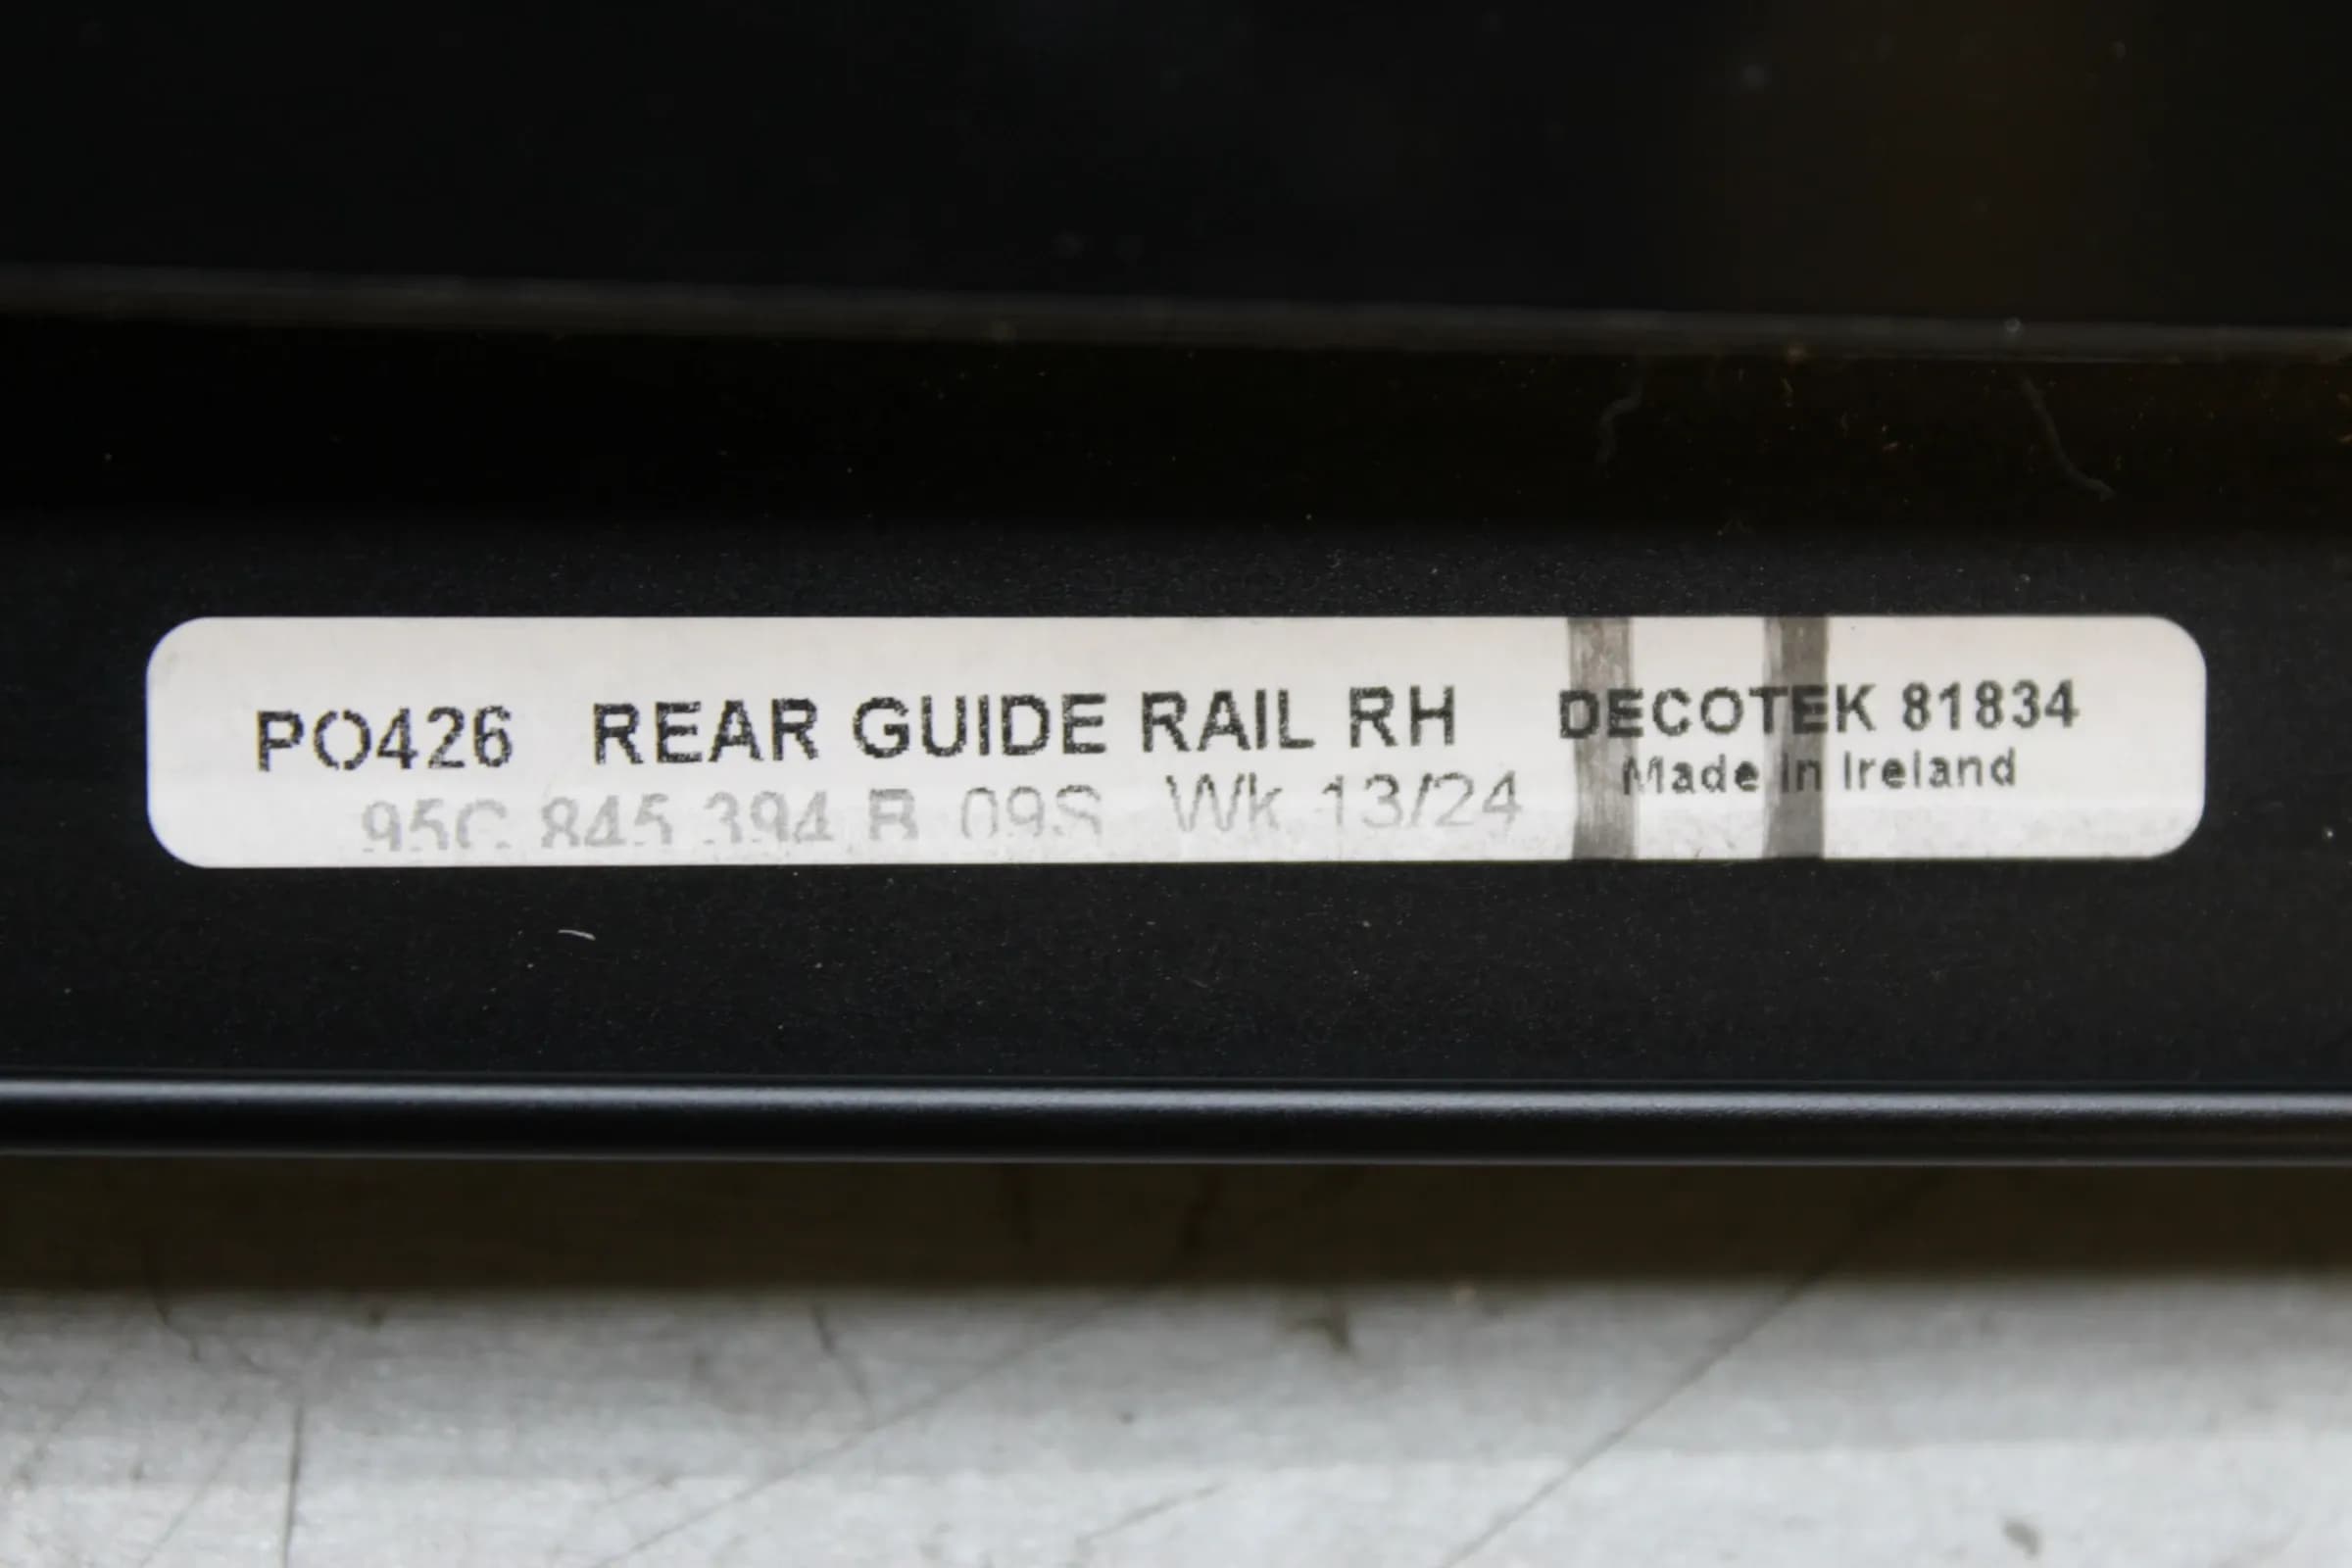 PO426 REAR GUIDE RAIL RH
95C 845 394 B 09S Wk 13/24
DECOTEK 81834
Made in Ireland